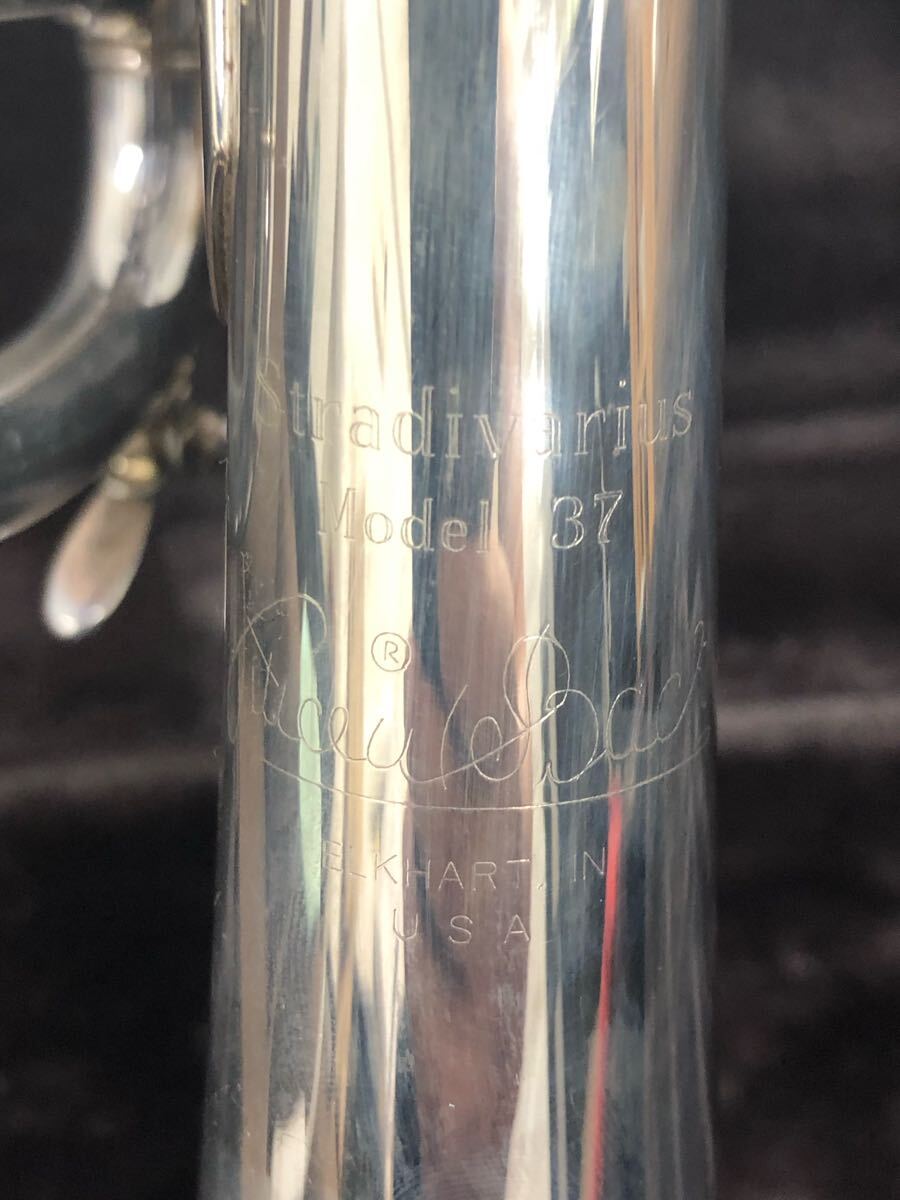 Stradivarius
Model 37
®
Vincent Bach
ELKHART, IN
USA